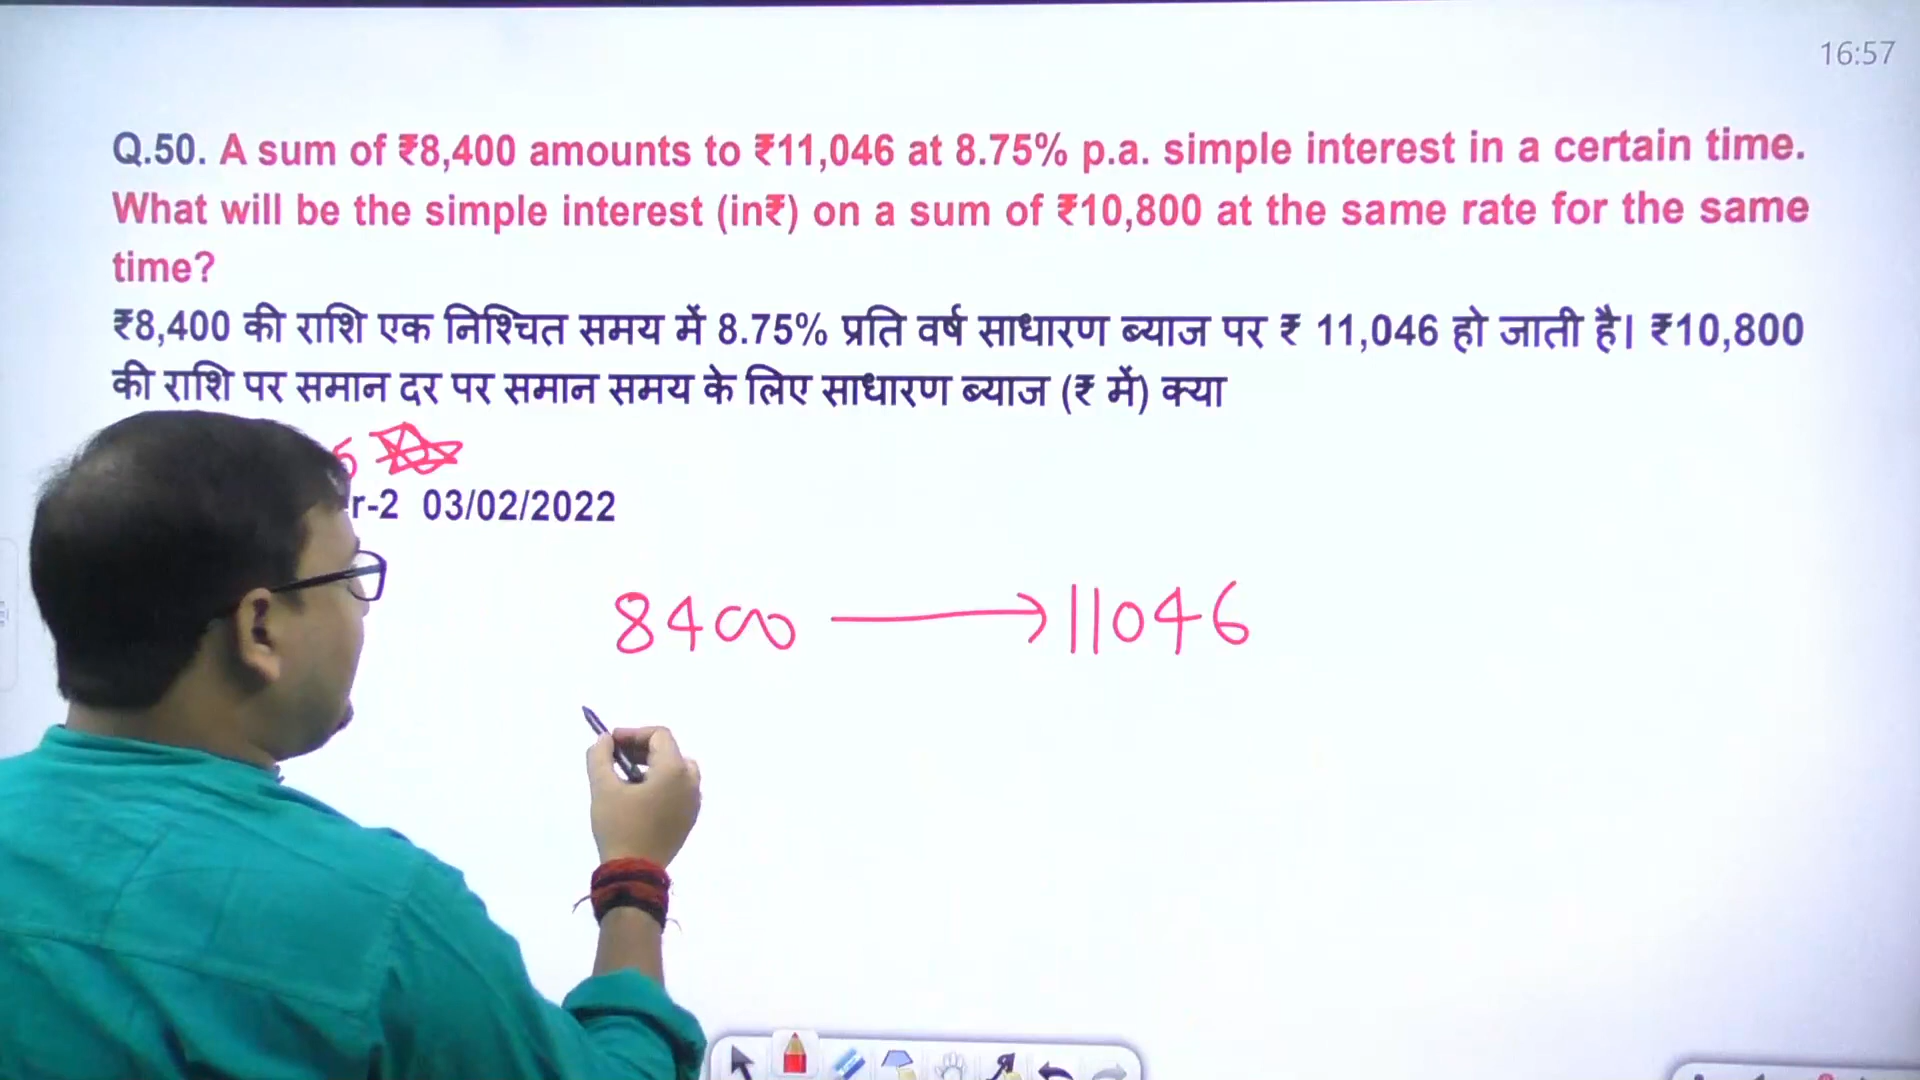 16:57
Q.50. A sum of ₹8,400 amounts to ₹11,046 at 8.75% p.a. simple interest in a certain time.
What will be the simple interest (in₹) on a sum of ₹10,800 at the same rate for the same
time?
₹8,400 की राशि एक निश्चित समय में 8.75% प्रति वर्ष साधारण ब्याज पर ₹ 11,046 हो जाती है। ₹10,800
की राशि पर समान दर पर समान समय के लिए साधारण ब्याज (₹ में) क्या
r-2 03/02/2022
8400 → 11046